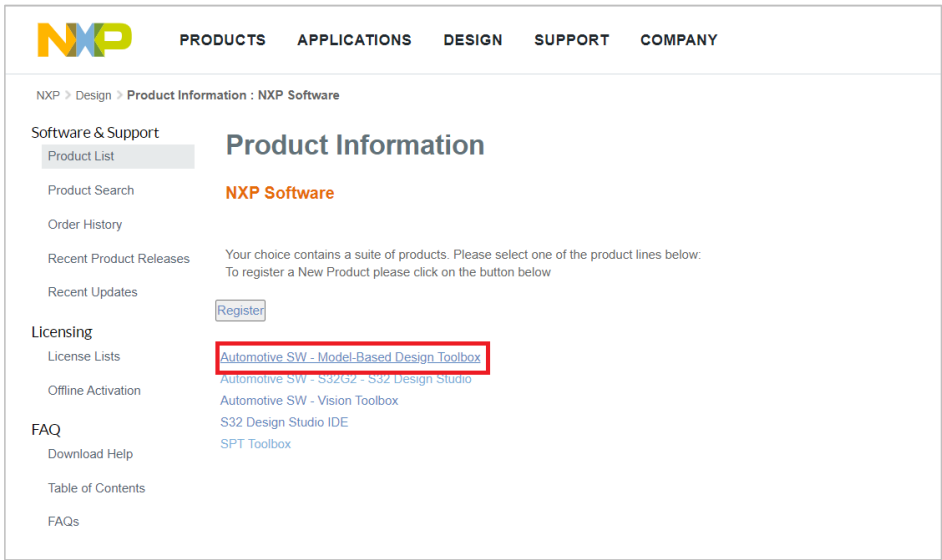 NXP
PRODUCTS APPLICATIONS DESIGN SUPPORT COMPANY
NXP > Design > Product Information : NXP Software
Software & Support
Product List
Product Search
Order History
Recent Product Releases
Recent Updates
Licensing
License Lists
Offline Activation
FAQ
Download Help
Table of Contents
FAQs
Product Information
NXP Software
Your choice contains a suite of products. Please select one of the product lines below:
To register a New Product please click on the button below
Register
Automotive SW - Model-Based Design Toolbox
Automotive SW - S32G2 - S32 Design Studio
Automotive SW - Vision Toolbox
S32 Design Studio IDE
SPT Toolbox